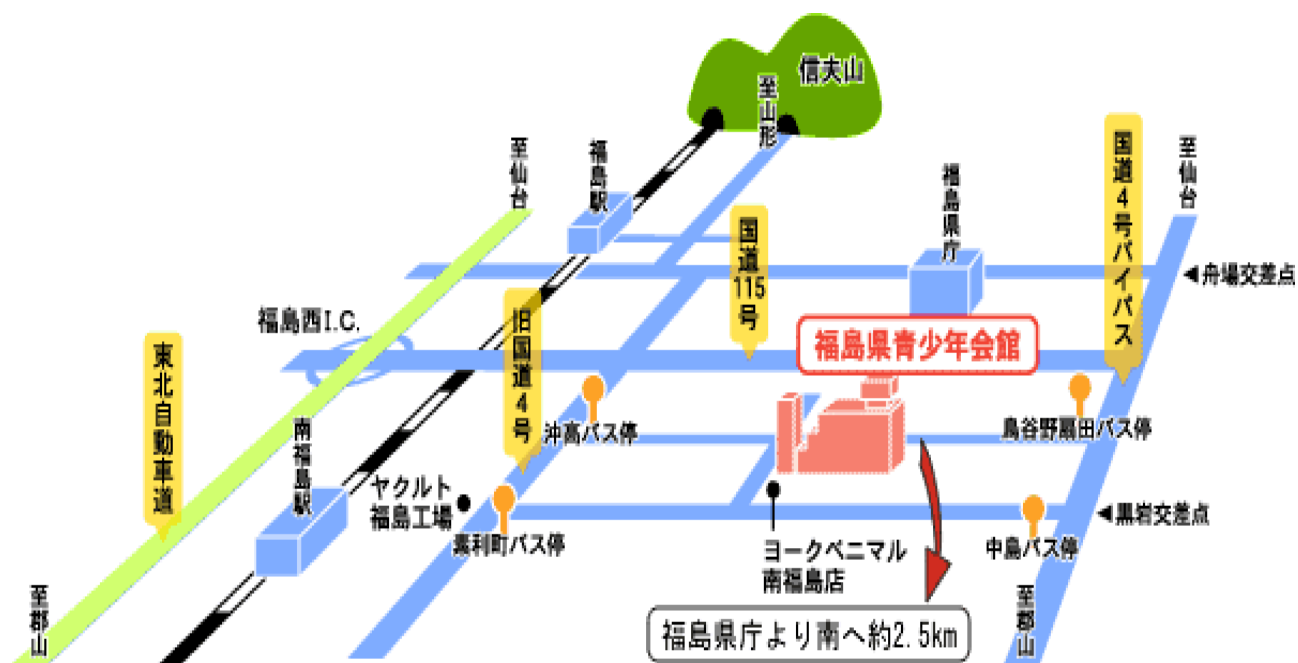 信夫山
至山形
至仙台
福島駅
福島県庁
国道4号バイパス
至仙台
国道115号
舟場交差点
福島西I.C.
旧国道4号
福島県青少年会館
東北自動車道
南福島駅
沖高バス停
鳥谷野扇田バス停
ヤクルト
福島工場
黒岩交差点
利町バス停
ヨークベニマル
南福島店
中島バス停
至郡山
至郡山
福島県庁より南へ約2.5km